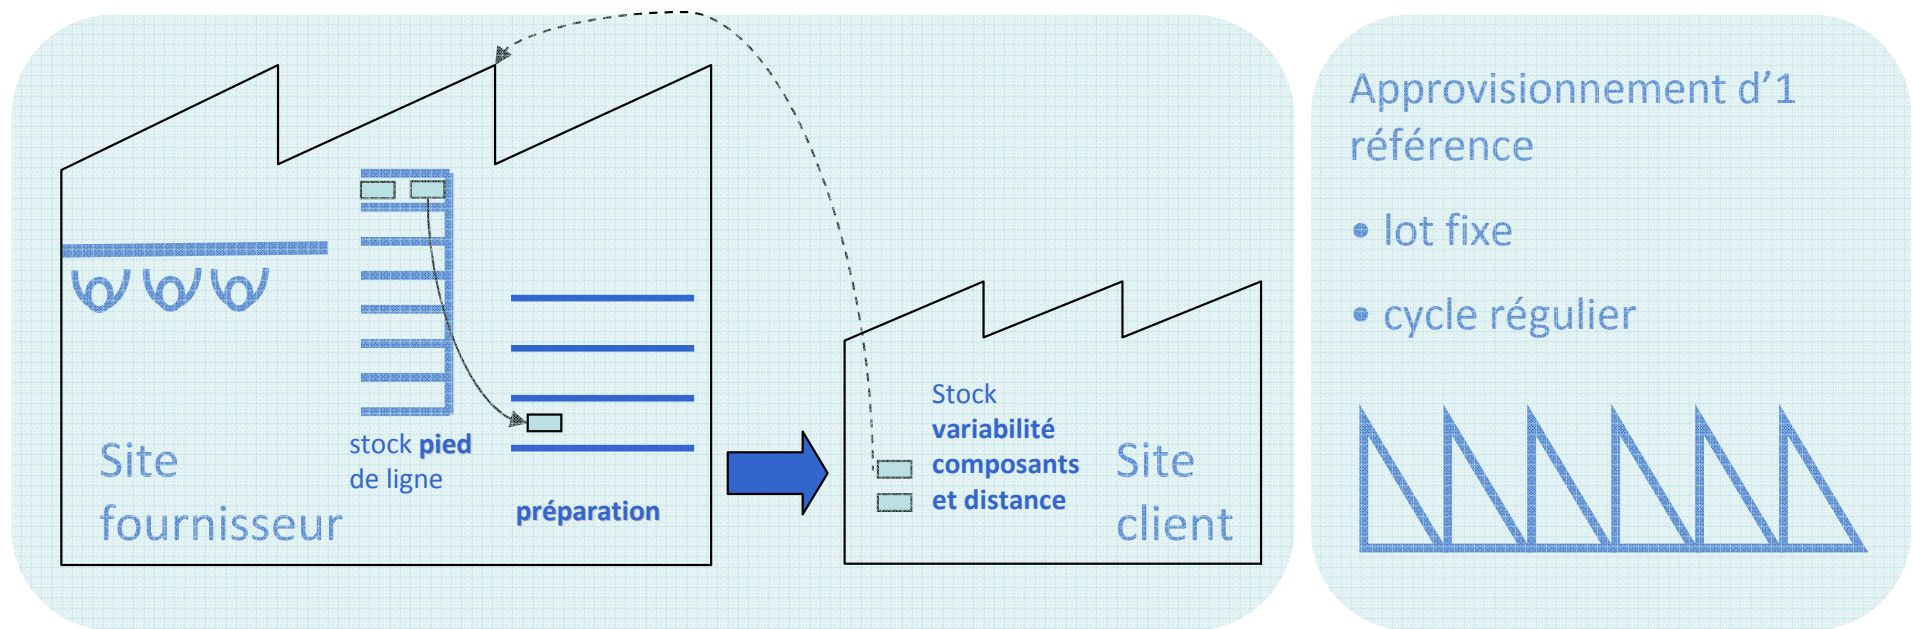 Site
fournisseur
stock pied
de ligne
préparation
Stock
variabilité
composants
et distance
Site
client
Approvisionnement d’1
référence
• lot fixe
• cycle régulier